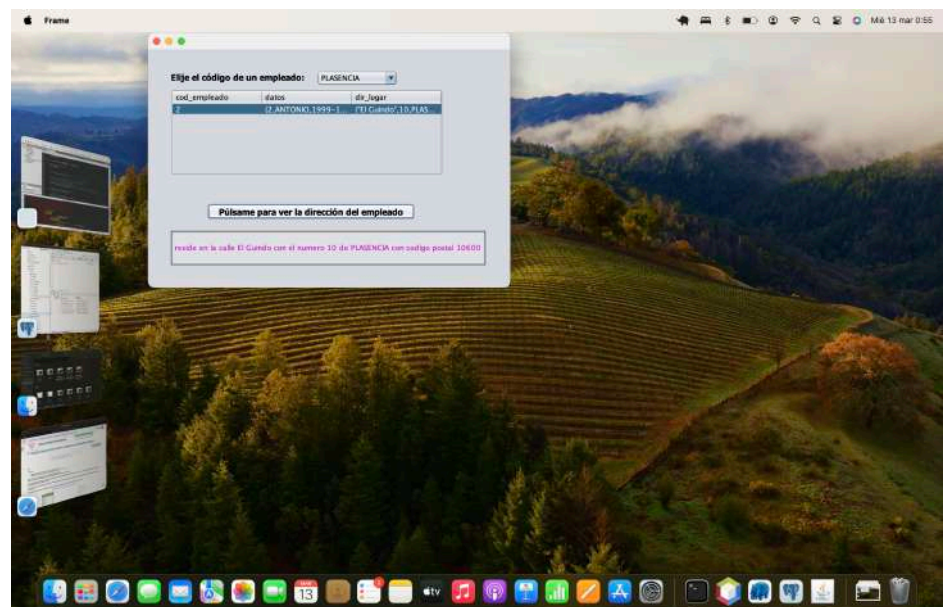 Frame
Mié 13 mar 0:55
Elije el código de un empleado: PLASENCIA
cod_empleado datos dir_lugar
2 (2,ANTONIO,1999-1... ("El Guindo",10,PLAS...
Púlsame para ver la dirección del empleado
reside en la calle El Guindo con el numero 10 de PLASENCIA con codigo postal 10600
13
tv